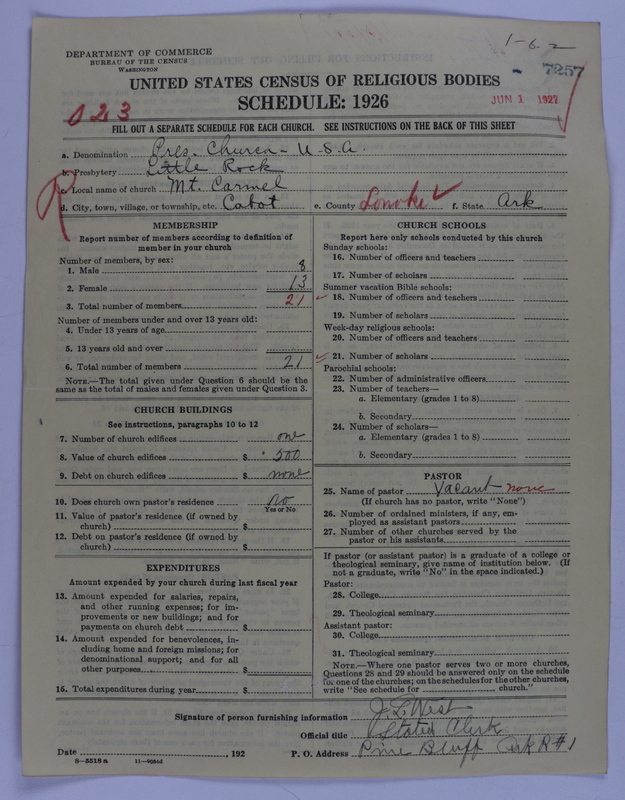 1-6-2
DEPARTMENT OF COMMERCE
BUREAU OF THE CENSUS
WASHINGTON
7257
UNITED STATES CENSUS OF RELIGIOUS BODIES
SCHEDULE: 1926
JUN 1 1927
023
FILL OUT A SEPARATE SCHEDULE FOR EACH CHURCH. SEE INSTRUCTIONS ON THE BACK OF THIS SHEET
a. Denomination Pres. Church - U.S.A.
b. Presbytery Little Rock
c. Local name of church Mt. Carmel
d. City, town, village, or township, etc. Cabot e. County Lonoke f. State Ark
R
MEMBERSHIP
Report number of members according to definition of
member in your church
Number of members, by sex:
1. Male 8
2. Female 13
3. Total number of members 21
Number of members under and over 13 years old:
4. Under 13 years of age
5. 13 years old and over
6. Total number of members 21
NOTE.—The total given under Question 6 should be the
same as the total of males and females given under Question 3.
CHURCH BUILDINGS
See instructions, paragraphs 10 to 12
7. Number of church edifices one
8. Value of church edifices $ 500
9. Debt on church edifices $ none
10. Does church own pastor's residence no
Yes or No
11. Value of pastor's residence (if owned by
church) $
12. Debt on pastor's residence (if owned by
church) $
EXPENDITURES
Amount expended by your church during last fiscal year
13. Amount expended for salaries, repairs,
and other running expenses; for im-
provements or new buildings; and for
payments on church debt $
14. Amount expended for benevolences, in-
cluding home and foreign missions; for
denominational support; and for all
other purposes $
15. Total expenditures during year $
CHURCH SCHOOLS
Report here only schools conducted by this church
Sunday schools:
16. Number of officers and teachers
17. Number of scholars
Summer vacation Bible schools:
18. Number of officers and teachers
19. Number of scholars
Week-day religious schools:
20. Number of officers and teachers
21. Number of scholars
Parochial schools:
22. Number of administrative officers
23. Number of teachers—
a. Elementary (grades 1 to 8)
b. Secondary
24. Number of scholars—
a. Elementary (grades 1 to 8)
b. Secondary
PASTOR
25. Name of pastor Vacant none
(If church has no pastor, write "None")
26. Number of ordained ministers, if any, em-
ployed as assistant pastors
27. Number of other churches served by the
pastor or his assistants
If pastor (or assistant pastor) is a graduate of a college or
theological seminary, give name of institution below. (If
not a graduate, write "No" in the space indicated.)
Pastor:
28. College
29. Theological seminary
Assistant pastor:
30. College
31. Theological seminary
NOTE.—Where one pastor serves two or more churches,
Questions 28 and 29 should be answered only on the schedule
for one of the churches; on the schedules for the other churches,
write "See schedule for church."
Signature of person furnishing information J. L. West
Official title Stated Clerk
Date , 192 P. O. Address Pine Bluff Ark R#1
8-5518 a 11-9056d